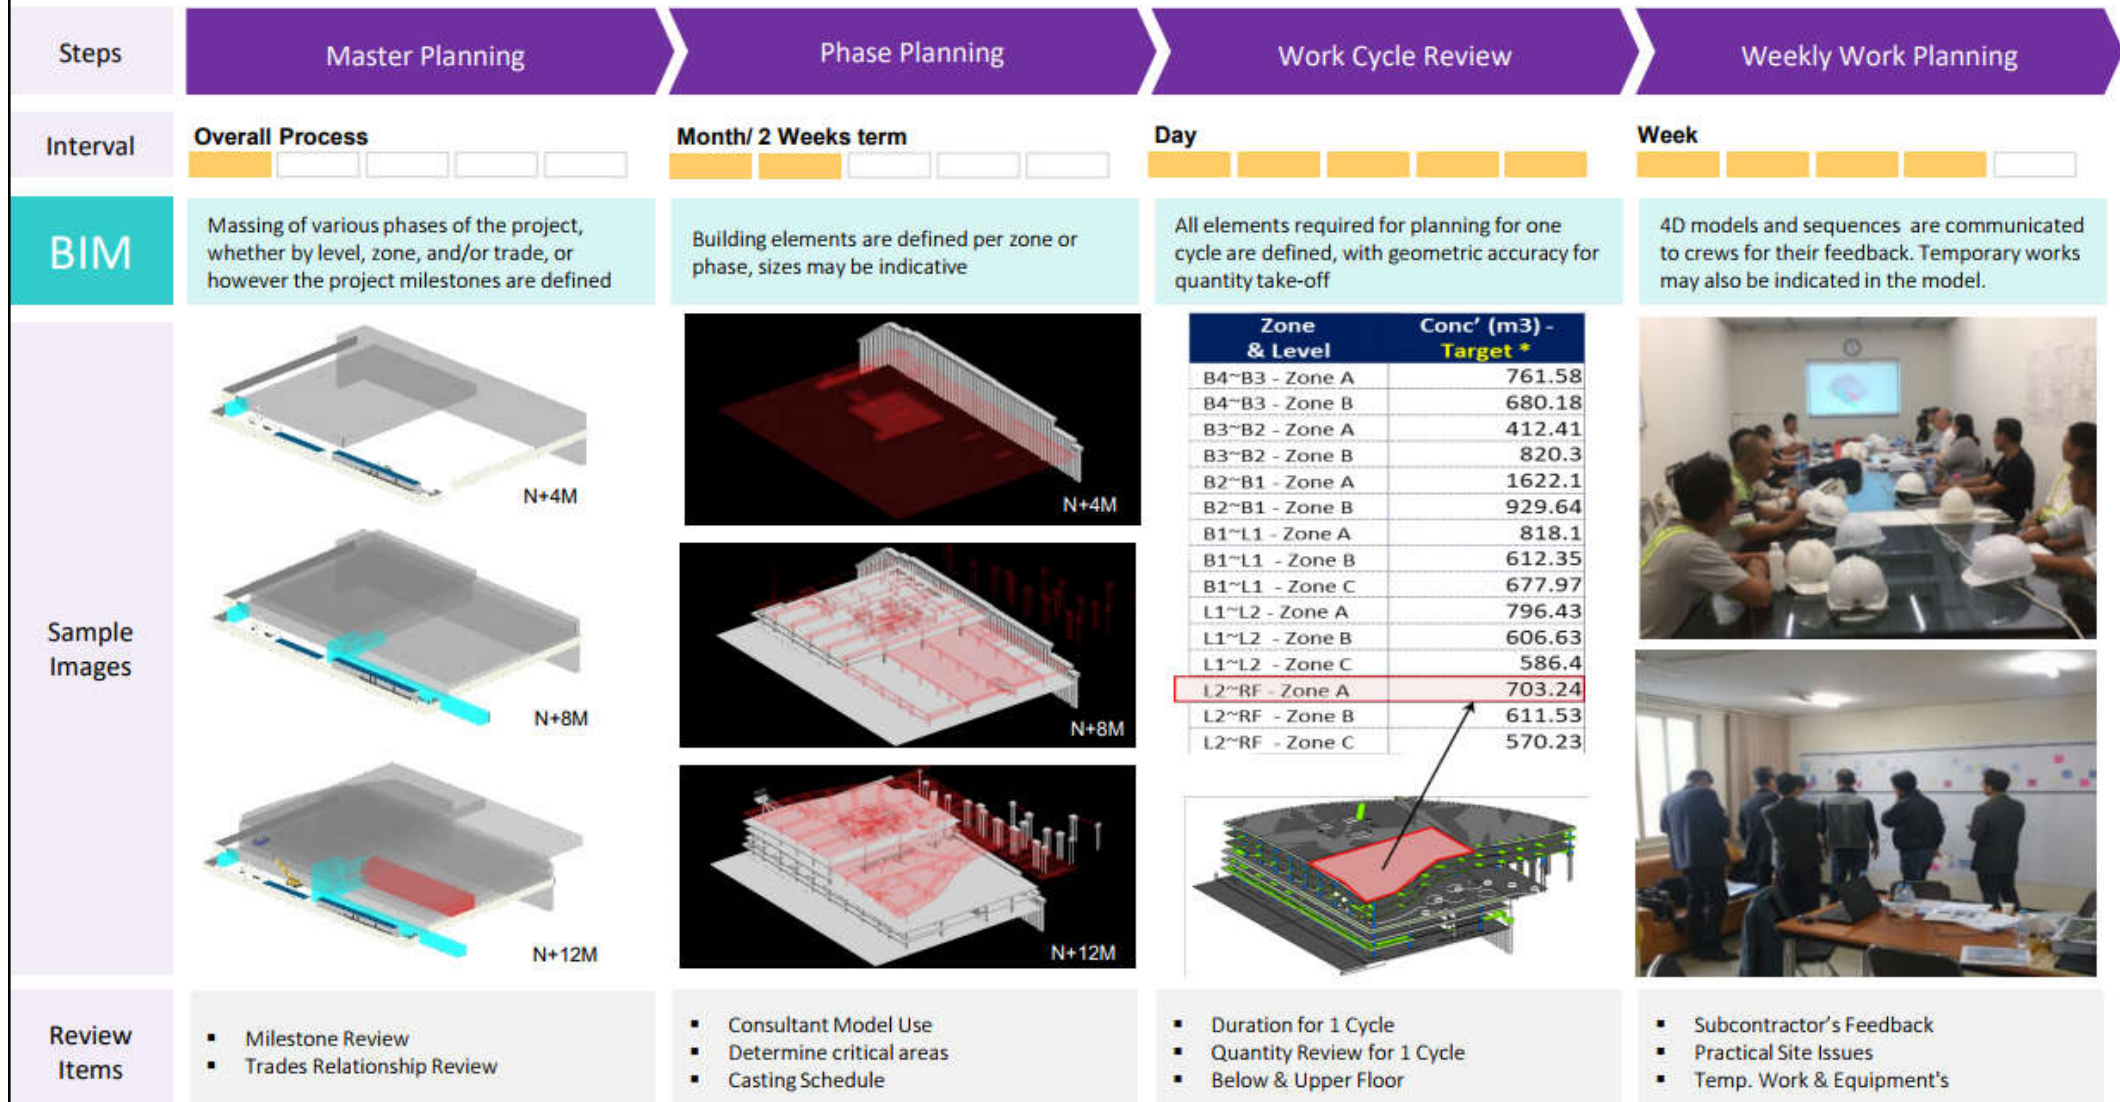 Steps
Master Planning
Phase Planning
Work Cycle Review
Weekly Work Planning
Interval
Overall Process
Month/ 2 Weeks term
Day
Week
BIM
Massing of various phases of the project,
whether by level, zone, and/or trade, or
however the project milestones are defined
Building elements are defined per zone or
phase, sizes may be indicative
All elements required for planning for one
cycle are defined, with geometric accuracy for
quantity take-off
4D models and sequences are communicated
to crews for their feedback. Temporary works
may also be indicated in the model.
Sample
Images
N+4M
N+8M
N+12M
N+4M
N+8M
N+12M
Zone & Level Conc' (m3) - Target *
B4~B3 - Zone A 761.58
B4~B3 - Zone B 680.18
B3~B2 - Zone A 412.41
B3~B2 - Zone B 820.3
B2~B1 - Zone A 1622.1
B2~B1 - Zone B 929.64
B1~L1 - Zone A 818.1
B1~L1 - Zone B 612.35
B1~L1 - Zone C 677.97
L1~L2 - Zone A 796.43
L1~L2 - Zone B 606.63
L1~L2 - Zone C 586.4
L2~RF - Zone A 703.24
L2~RF - Zone B 611.53
L2~RF - Zone C 570.23
Review
Items
▪ Milestone Review
▪ Trades Relationship Review
▪ Consultant Model Use
▪ Determine critical areas
▪ Casting Schedule
▪ Duration for 1 Cycle
▪ Quantity Review for 1 Cycle
▪ Below & Upper Floor
▪ Subcontractor's Feedback
▪ Practical Site Issues
▪ Temp. Work & Equipment's